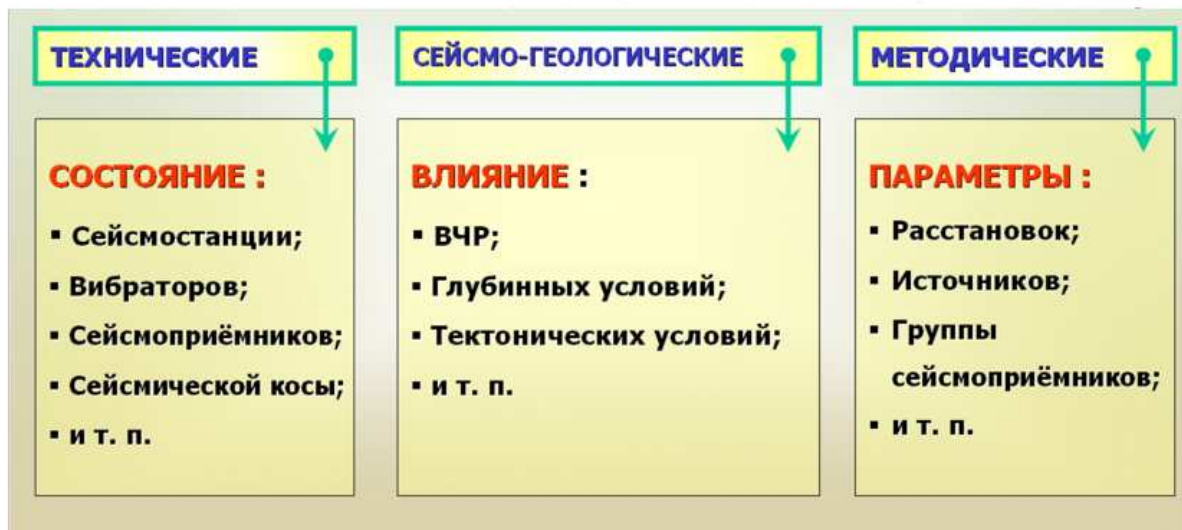 ТЕХНИЧЕСКИЕ
СОСТОЯНИЕ :
▪ Сейсмостанции;
▪ Вибраторов;
▪ Сейсмоприёмников;
▪ Сейсмической косы;
▪ и т. п.
СЕЙСМО-ГЕОЛОГИЧЕСКИЕ
ВЛИЯНИЕ :
▪ ВЧР;
▪ Глубинных условий;
▪ Тектонических условий;
▪ и т. п.
МЕТОДИЧЕСКИЕ
ПАРАМЕТРЫ :
▪ Расстановок;
▪ Источников;
▪ Группы
сейсмоприёмников;
▪ и т. п.